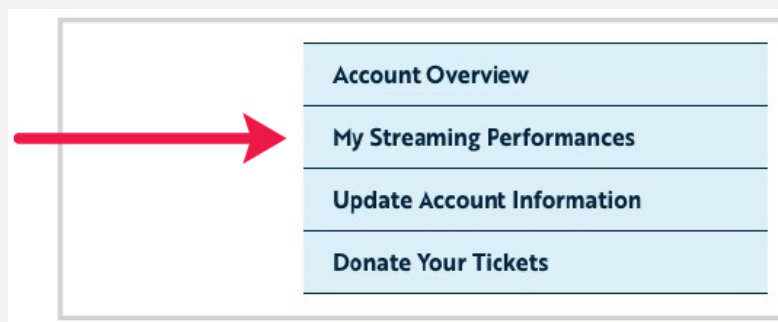 Account Overview
My Streaming Performances
Update Account Information
Donate Your Tickets